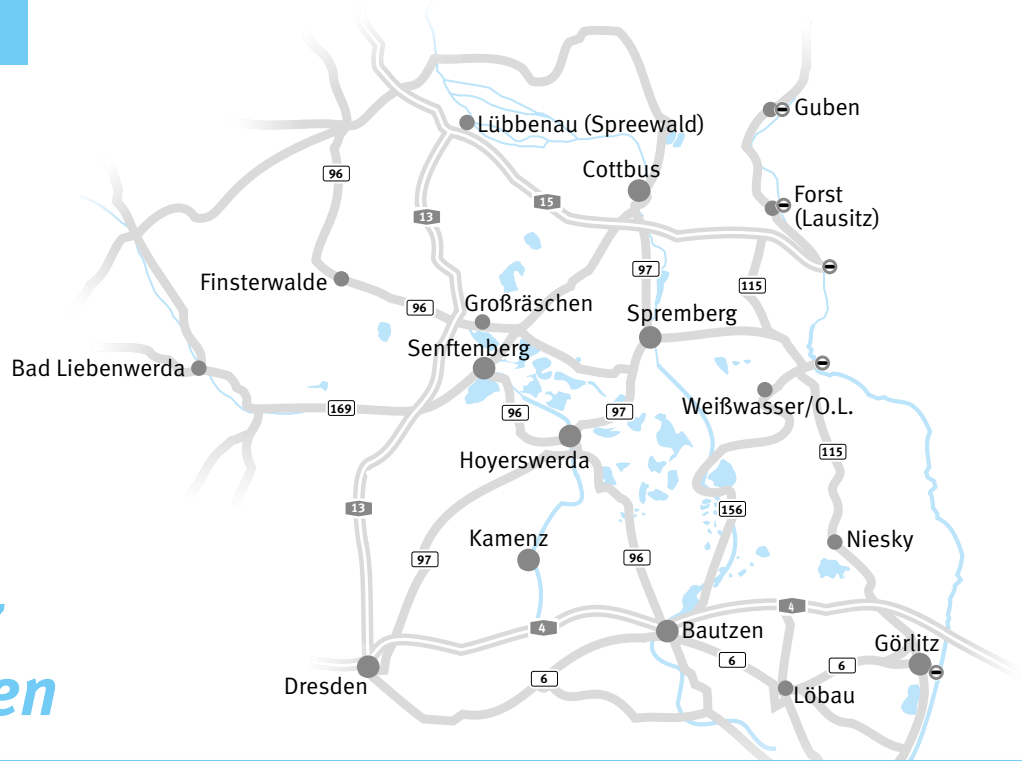 Guben
Lübbenau (Spreewald)
Cottbus
96
Forst
(Lausitz)
15
13
97
Finsterwalde
115
96
Großräschen
Spremberg
Senftenberg
Bad Liebenwerda
Weißwasser/O.L.
169
96
97
Hoyerswerda
115
13
156
Kamenz
Niesky
97
96
4
4
Bautzen
Görlitz
6
6
6
Dresden
Löbau
en